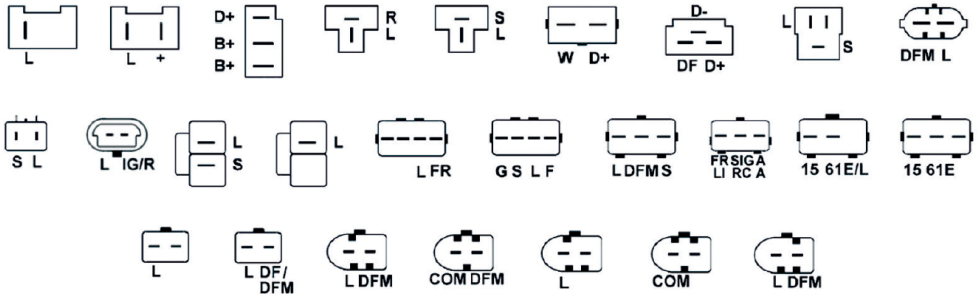 L
L +
D+
B+
B+
R
L
S
L
W D+
D-
DF D+
L
S
DFM L
S L
L IG/R
L
S
L
L FR
G S L F
L DFM S
FR SIG A
LI RC A
15 61E/L
15 61E
L
L DF/
DFM
L DFM
COM DFM
L
COM
L DFM